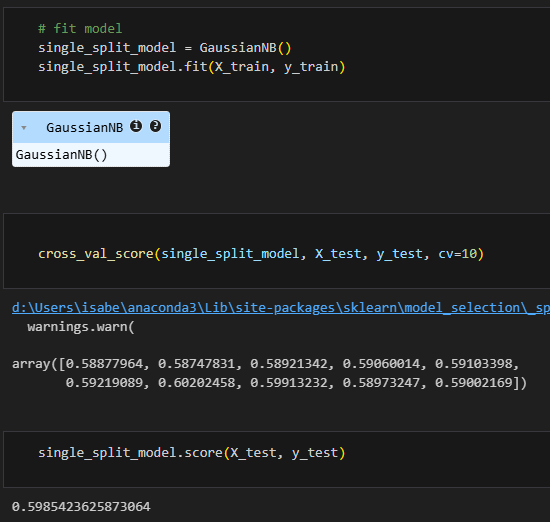 # fit model
single_split_model = GaussianNB()
single_split_model.fit(X_train, y_train)
GaussianNB
GaussianNB()
cross_val_score(single_split_model, X_test, y_test, cv=10)
d:\Users\isabe\anaconda3\Lib\site-packages\sklearn\model_selection\_sp
warnings.warn(
array([0.58877964, 0.58747831, 0.58921342, 0.59060014, 0.59103398,
0.59219089, 0.60202458, 0.59913232, 0.58973247, 0.59002169])
single_split_model.score(X_test, y_test)
0.5985423625873064